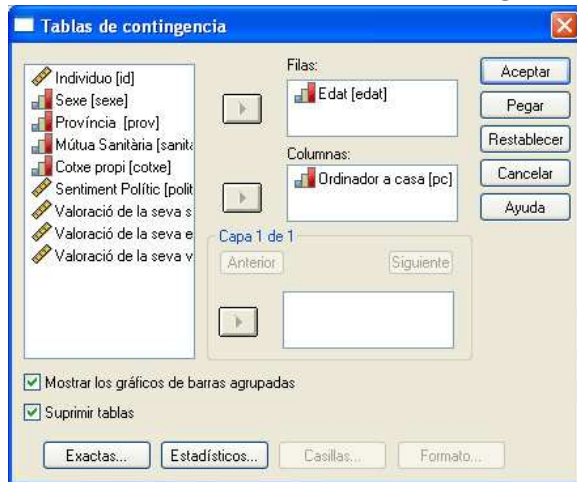 Tablas de contingencia
Individuo [id]
Sexe [sexe]
Província [prov]
Mútua Sanitària [sanita
Cotxe propi [cotxe]
Sentiment Polític [polit
Valoració de la seva s
Valoració de la seva e
Valoració de la seva v
Filas:
Edat [edat]
Columnas:
Ordinador a casa [pc]
Capa 1 de 1
Anterior
Siguiente
Aceptar
Pegar
Restablecer
Cancelar
Ayuda
Mostrar los gráficos de barras agrupadas
Suprimir tablas
Exactas...
Estadísticos...
Casillas...
Formato...